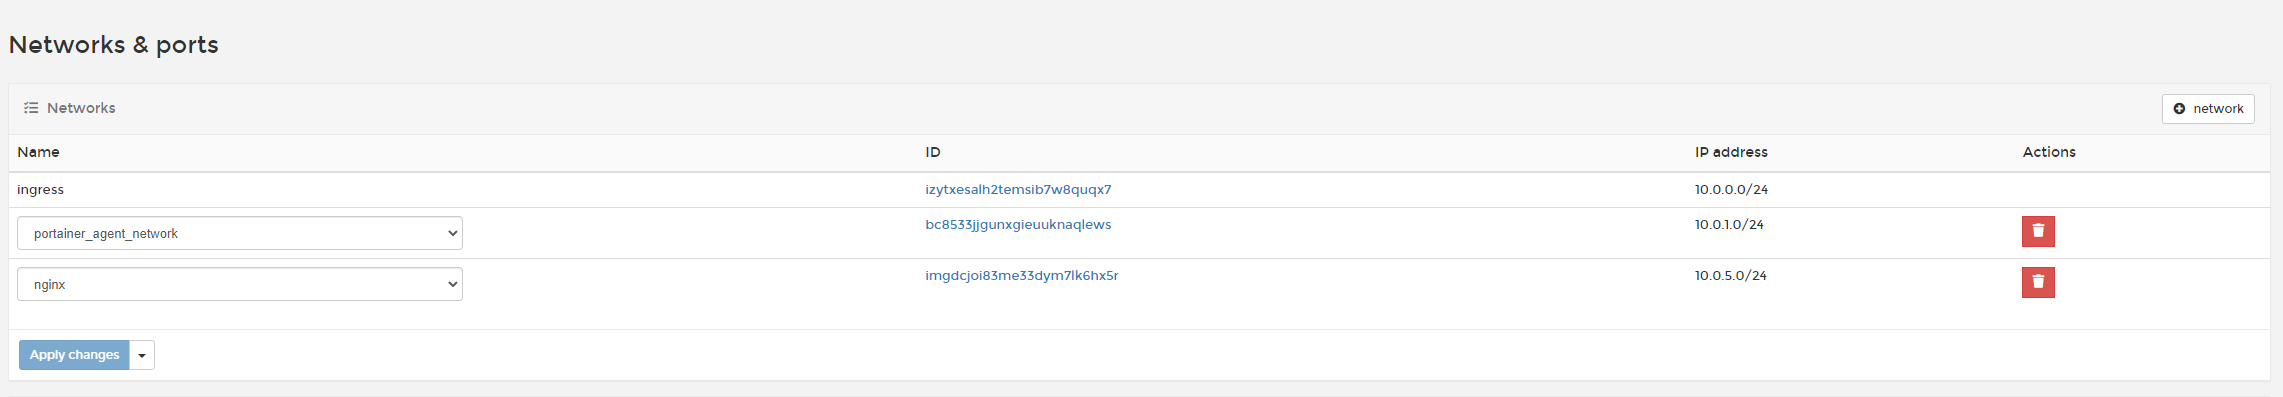 Networks & ports
Networks
network
Name ID IP address Actions
ingress izytxesalh2temsib7w8quqx7 10.0.0.0/24
portainer_agent_network bc8533jjgunxgieuuknaqlews 10.0.1.0/24
nginx imgdcjoi83me33dym7lk6hx5r 10.0.5.0/24
Apply changes